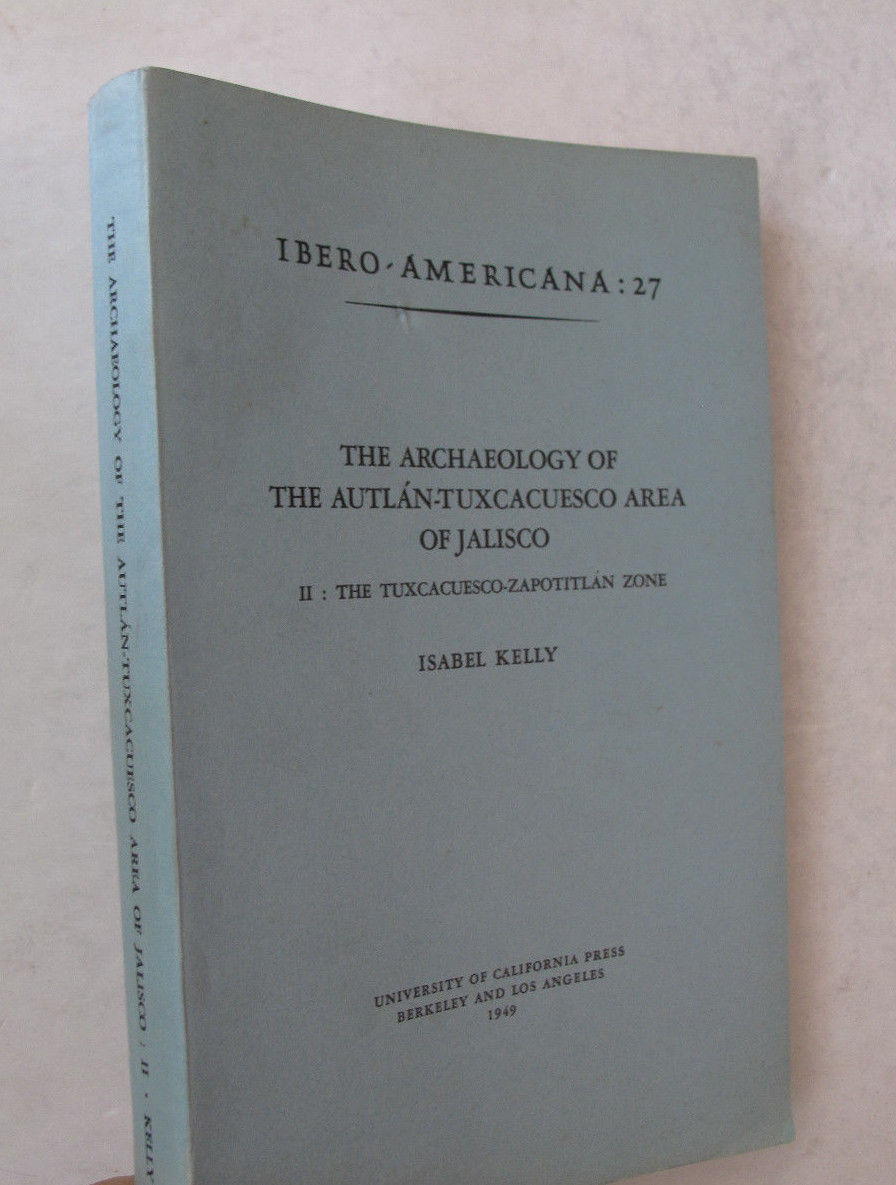 IBERO-AMERICANA : 27
THE ARCHAEOLOGY OF
THE AUTLÁN-TUXCACUESCO AREA
OF JALISCO
II : THE TUXCACUESCO-ZAPOTITLÁN ZONE
ISABEL KELLY
UNIVERSITY OF CALIFORNIA PRESS
BERKELEY AND LOS ANGELES
1949
THE ARCHAEOLOGY OF THE AUTLÁN-TUXCACUESCO AREA OF JALISCO : II · KELLY